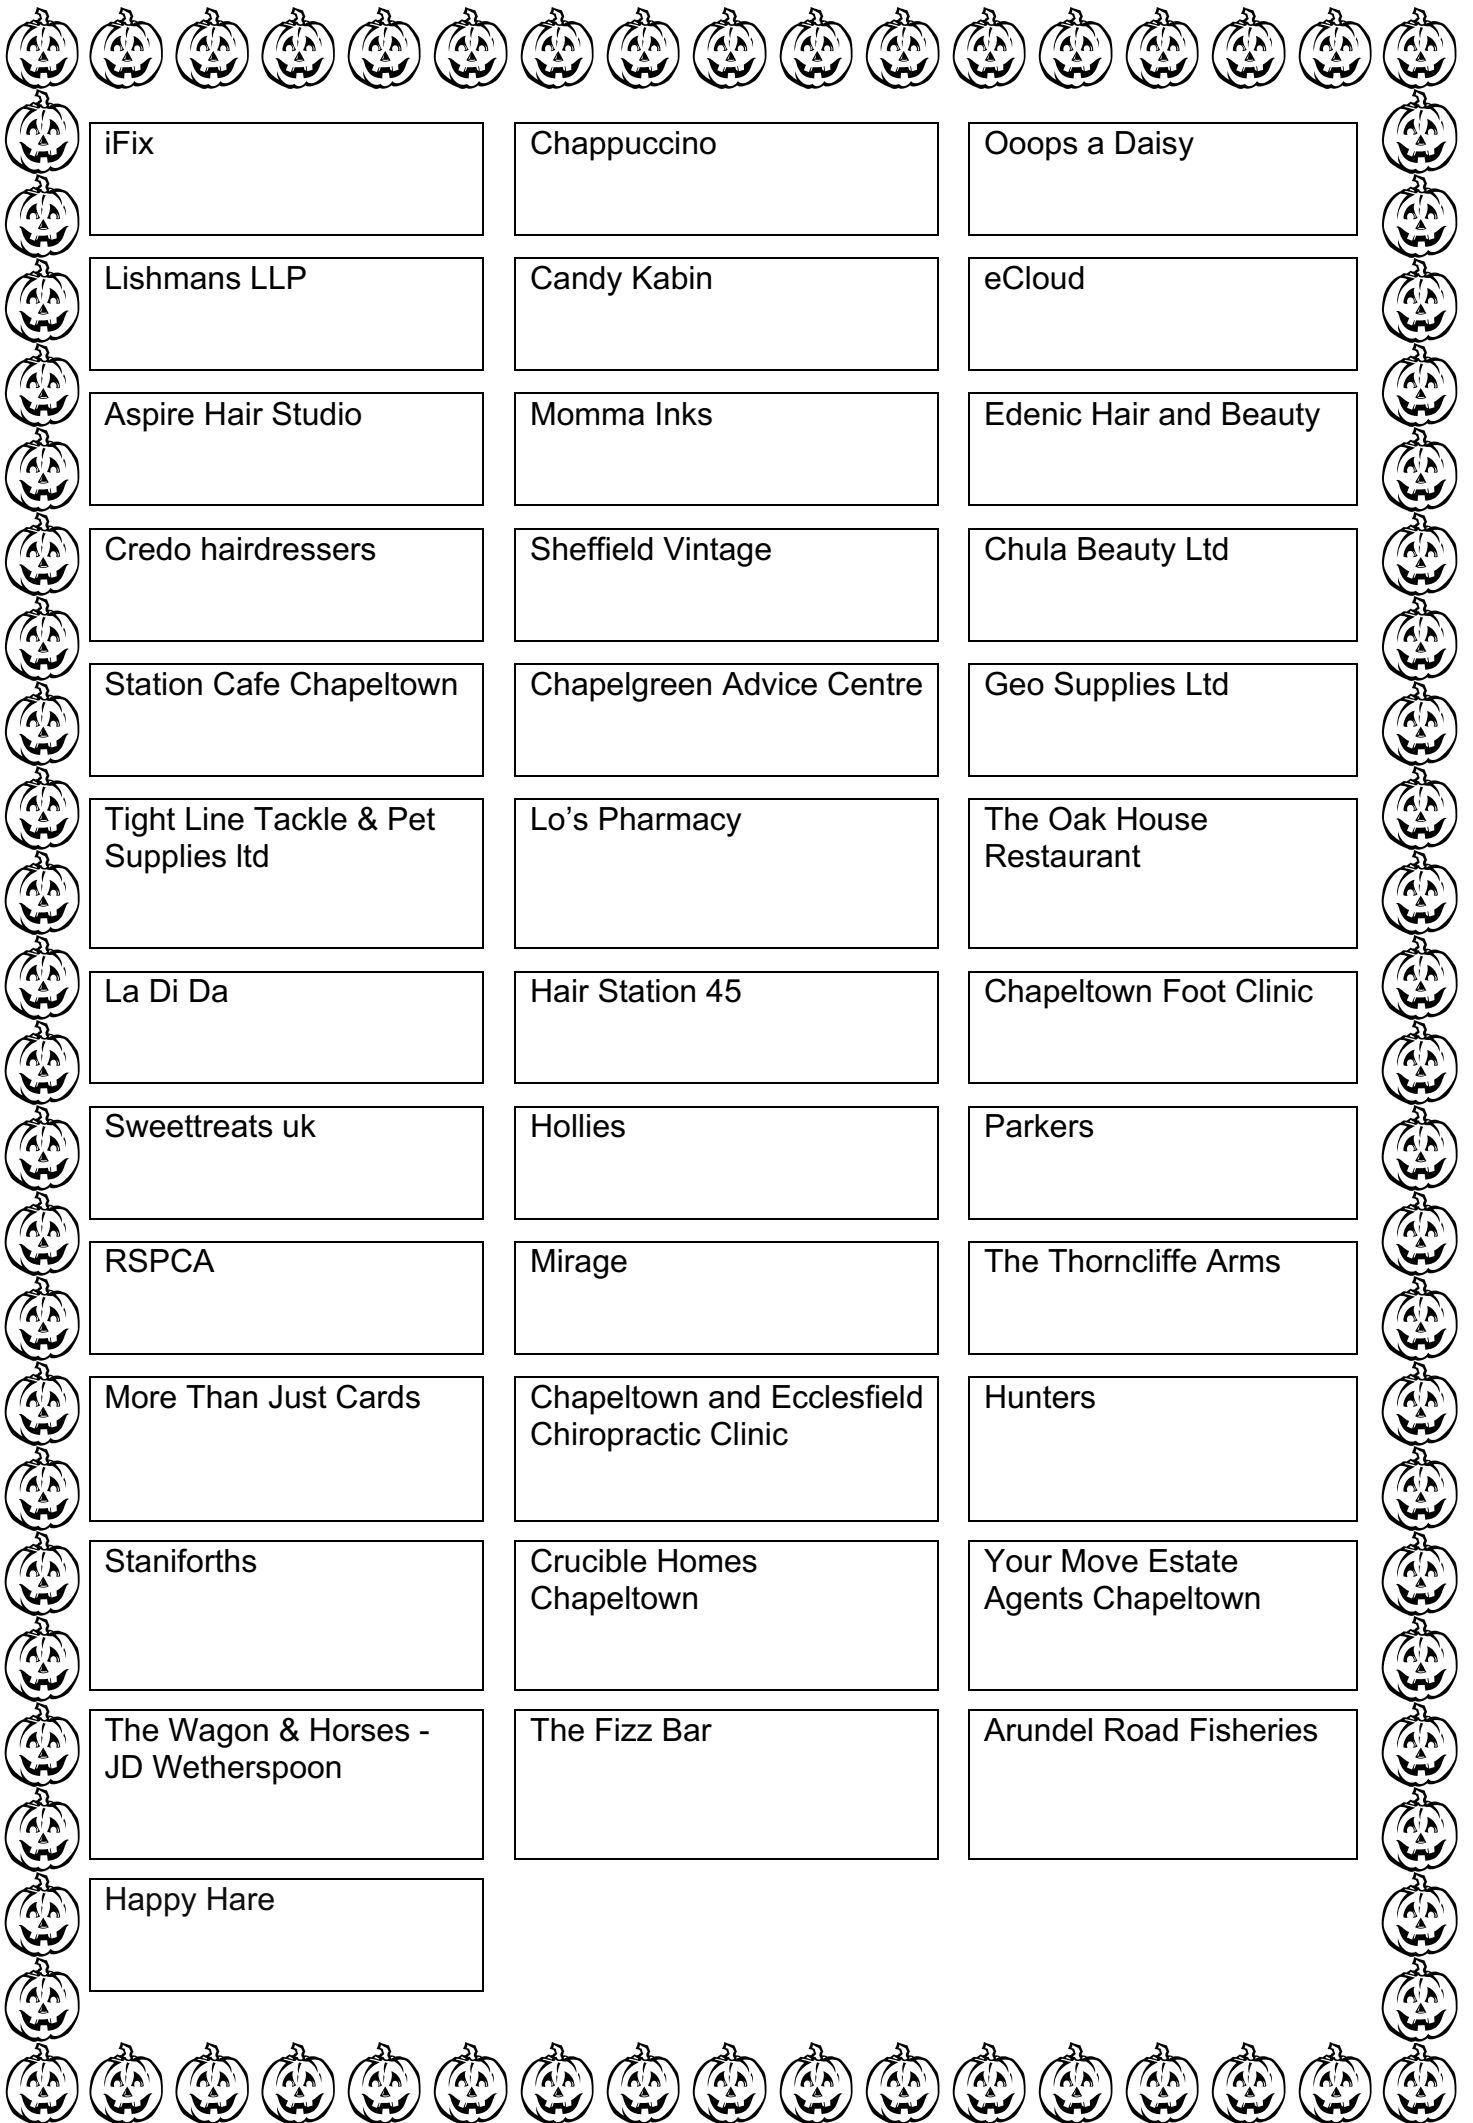 iFix
Chappuccino
Ooops a Daisy
Lishmans LLP
Candy Kabin
eCloud
Aspire Hair Studio
Momma Inks
Edenic Hair and Beauty
Credo hairdressers
Sheffield Vintage
Chula Beauty Ltd
Station Cafe Chapeltown
Chapelgreen Advice Centre
Geo Supplies Ltd
Tight Line Tackle & Pet
Supplies ltd
Lo’s Pharmacy
The Oak House
Restaurant
La Di Da
Hair Station 45
Chapeltown Foot Clinic
Sweettreats uk
Hollies
Parkers
RSPCA
Mirage
The Thorncliffe Arms
More Than Just Cards
Chapeltown and Ecclesfield
Chiropractic Clinic
Hunters
Staniforths
Crucible Homes
Chapeltown
Your Move Estate
Agents Chapeltown
The Wagon & Horses -
JD Wetherspoon
The Fizz Bar
Arundel Road Fisheries
Happy Hare